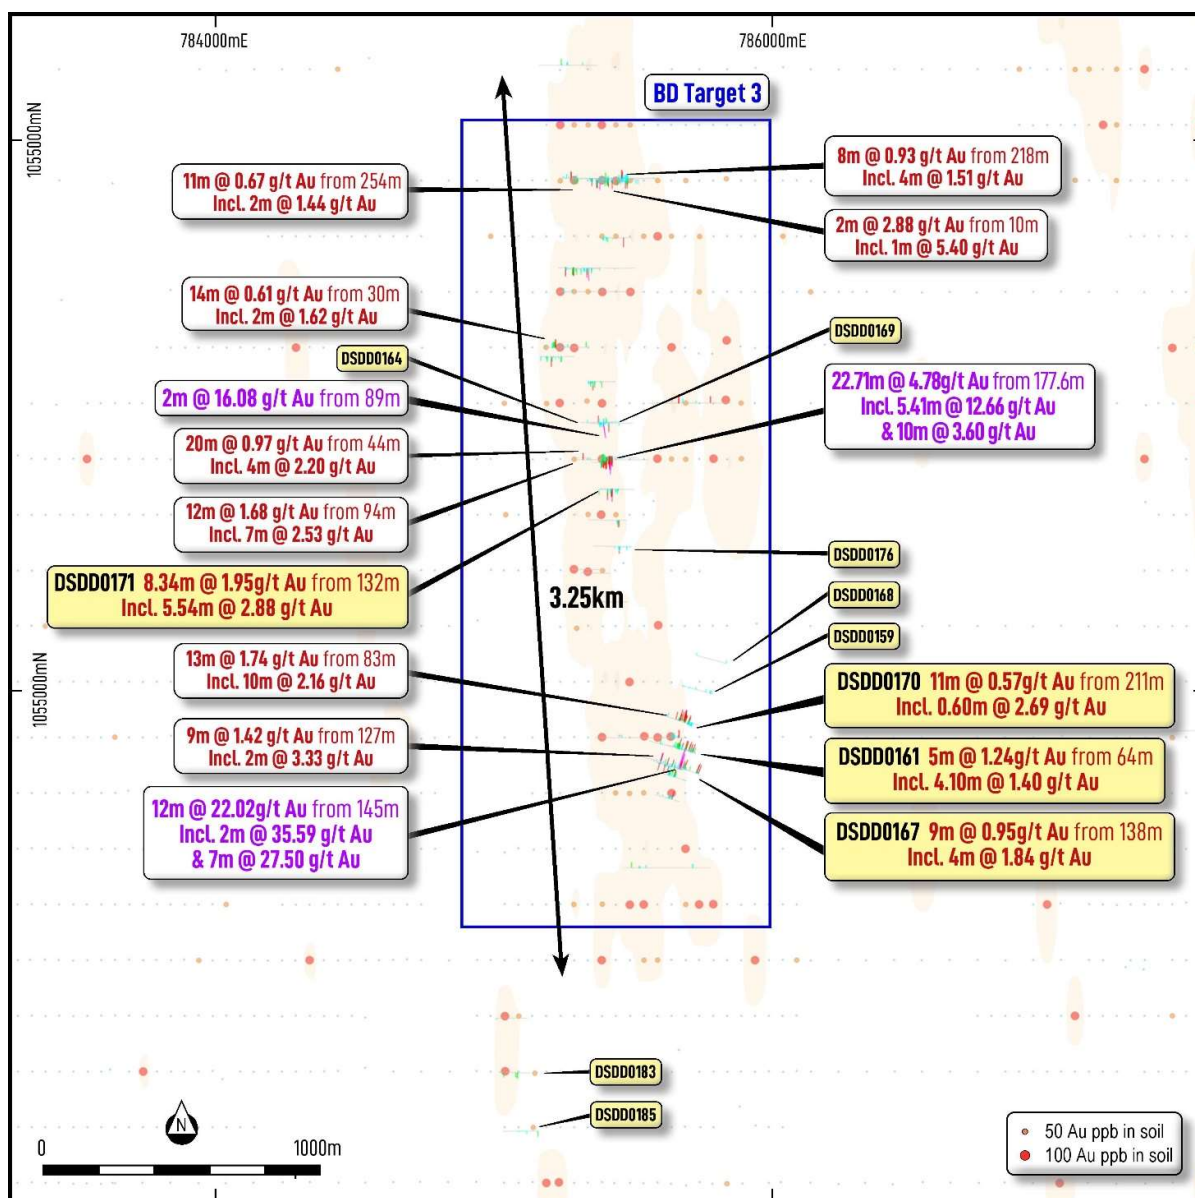 784000mE
786000mE
BD Target 3
1055000mN
8m @ 0.93 g/t Au from 218m
Incl. 4m @ 1.51 g/t Au
11m @ 0.67 g/t Au from 254m
Incl. 2m @ 1.44 g/t Au
2m @ 2.88 g/t Au from 10m
Incl. 1m @ 5.40 g/t Au
14m @ 0.61 g/t Au from 30m
Incl. 2m @ 1.62 g/t Au
DSDD0169
DSDD0164
2m @ 16.08 g/t Au from 89m
22.71m @ 4.78g/t Au from 177.6m
Incl. 5.41m @ 12.66 g/t Au
& 10m @ 3.60 g/t Au
20m @ 0.97 g/t Au from 44m
Incl. 4m @ 2.20 g/t Au
12m @ 1.68 g/t Au from 94m
Incl. 7m @ 2.53 g/t Au
DSDD0176
DSDD0171 8.34m @ 1.95g/t Au from 132m
Incl. 5.54m @ 2.88 g/t Au
3.25km
DSDD0168
DSDD0159
13m @ 1.74 g/t Au from 83m
Incl. 10m @ 2.16 g/t Au
1055000mN
DSDD0170 11m @ 0.57g/t Au from 211m
Incl. 0.60m @ 2.69 g/t Au
9m @ 1.42 g/t Au from 127m
Incl. 2m @ 3.33 g/t Au
DSDD0161 5m @ 1.24g/t Au from 64m
Incl. 4.10m @ 1.40 g/t Au
12m @ 22.02g/t Au from 145m
Incl. 2m @ 35.59 g/t Au
& 7m @ 27.50 g/t Au
DSDD0167 9m @ 0.95g/t Au from 138m
Incl. 4m @ 1.84 g/t Au
DSDD0183
DSDD0185
N
0 1000m
50 Au ppb in soil
100 Au ppb in soil